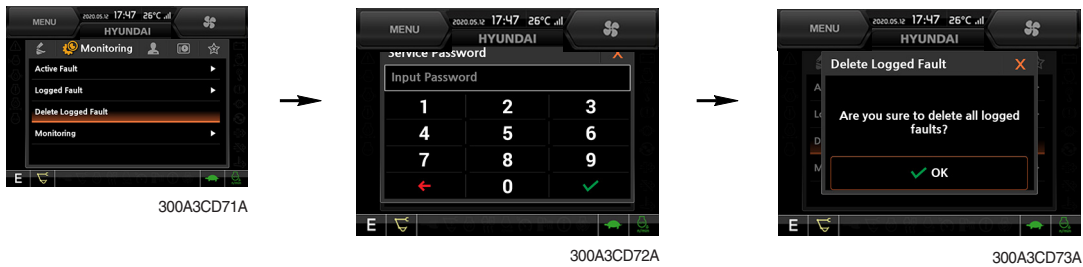 MENU
2020.05.12 17:47 26°C
HYUNDAI
Monitoring
Active Fault
Logged Fault
Delete Logged Fault
Monitoring
E
300A3CD71A
MENU
2020.05.12 17:47 26°C
HYUNDAI
Service Password X
Input Password
1 2 3
4 5 6
7 8 9
0
E
300A3CD72A
MENU
2020.05.12 17:47 26°C
HYUNDAI
Delete Logged Fault X
Are you sure to delete all logged
faults?
OK
E
300A3CD73A